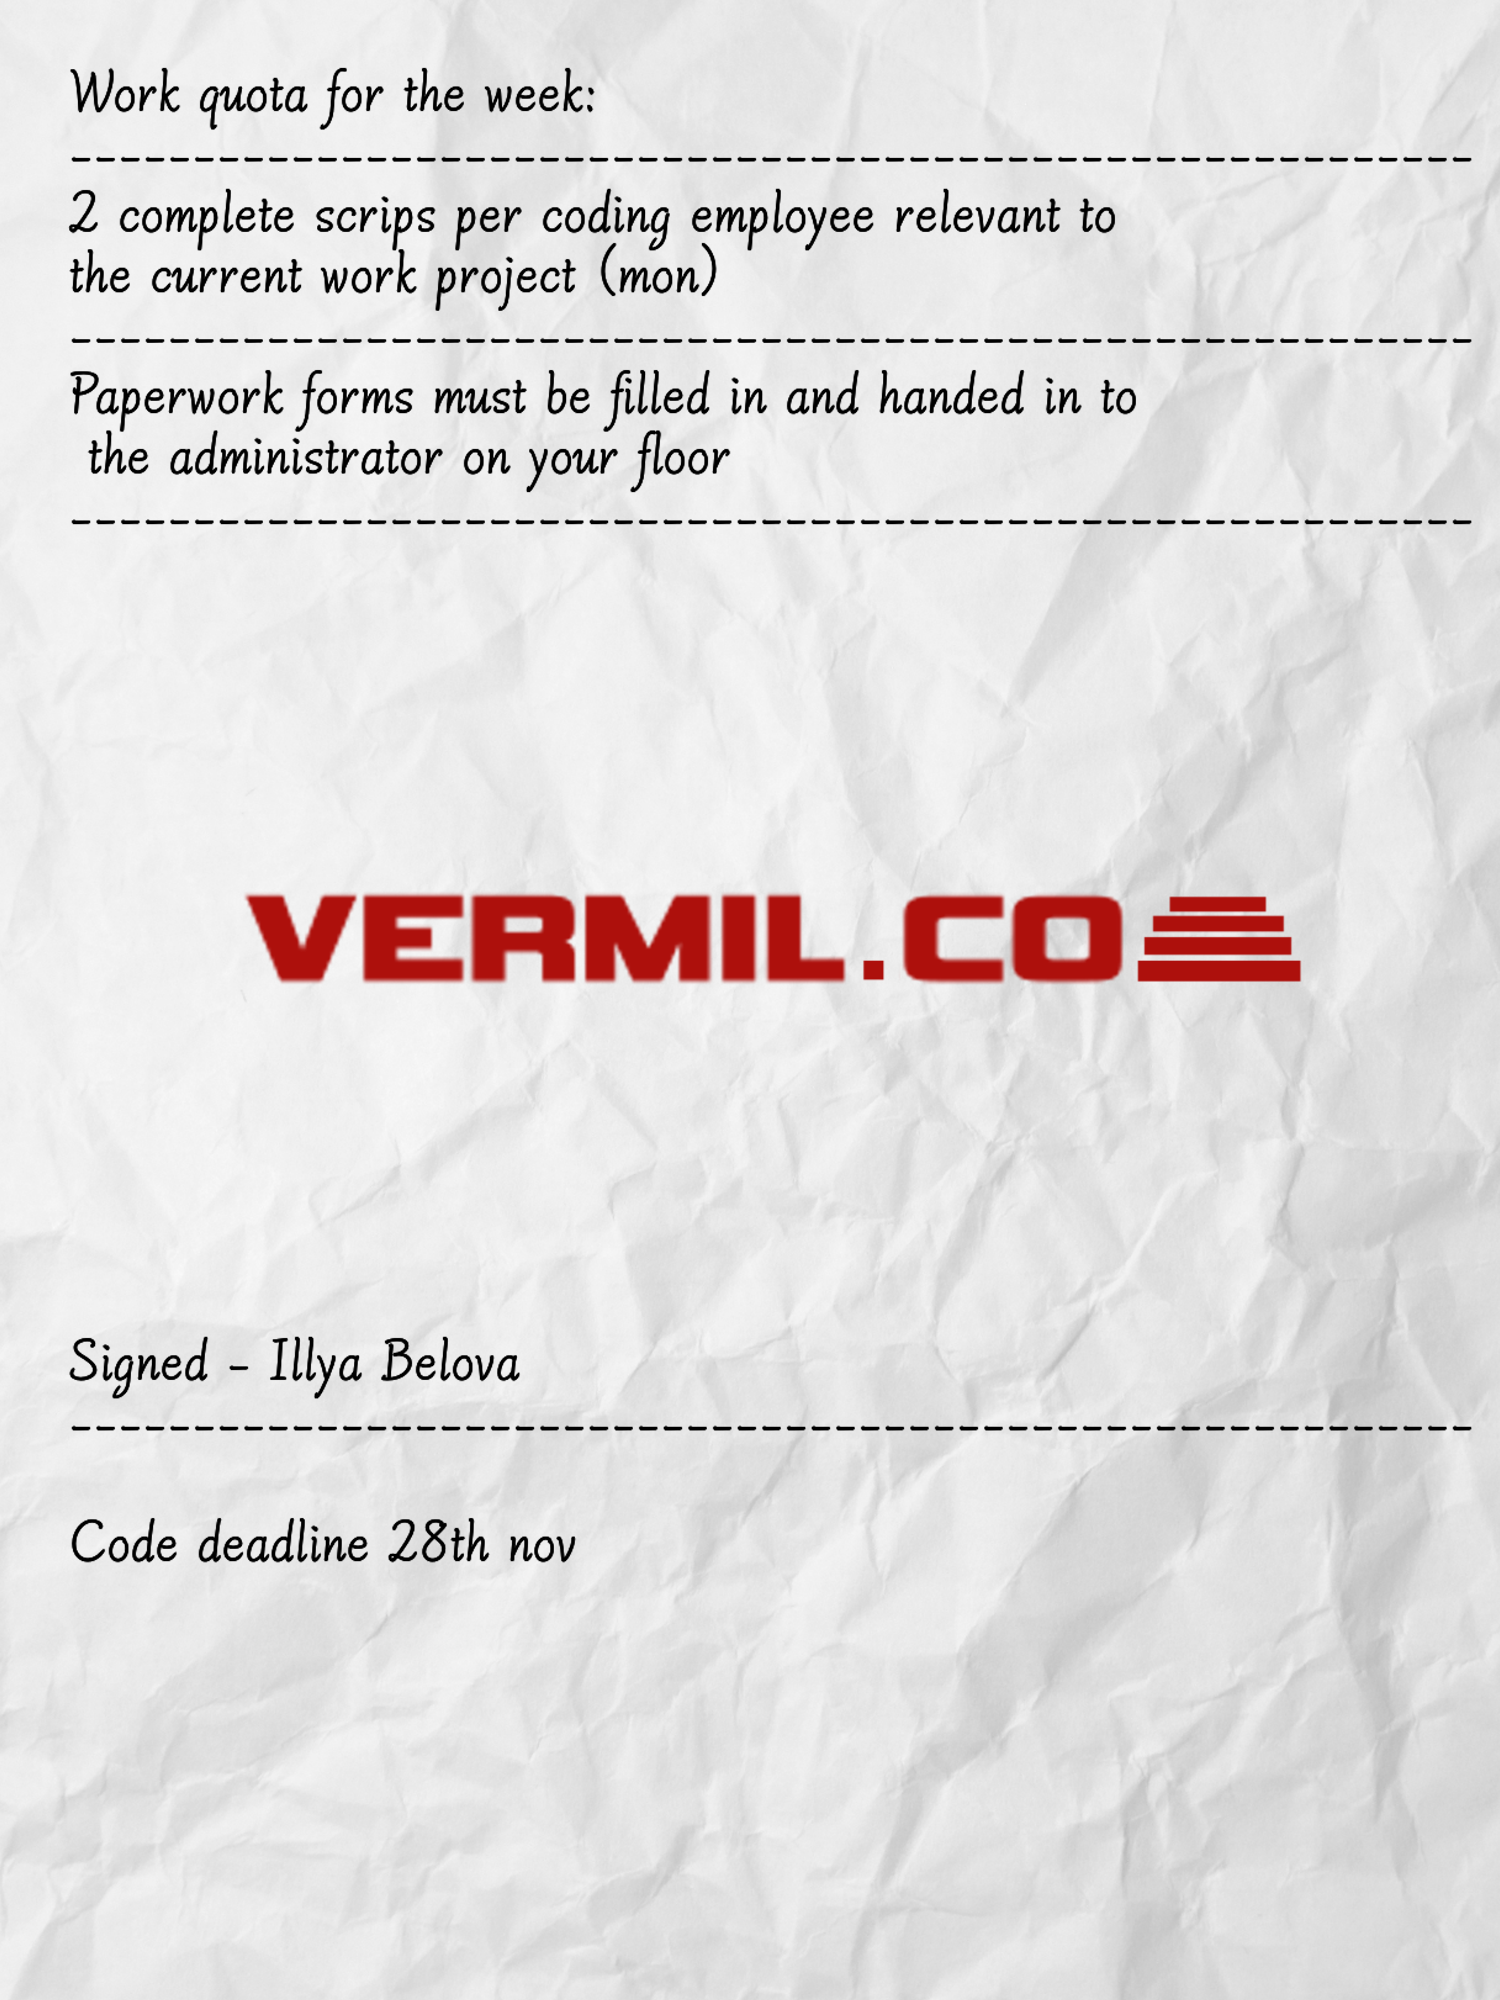 Work quota for the week:
---------------------------------------------------------
2 complete scrips per coding employee relevant to
the current work project (mon)
---------------------------------------------------------
Paperwork forms must be filled in and handed in to
the administrator on your floor
---------------------------------------------------------
VERMIL.CO
Signed - Illya Belova
---------------------------------------------------------
Code deadline 28th nov